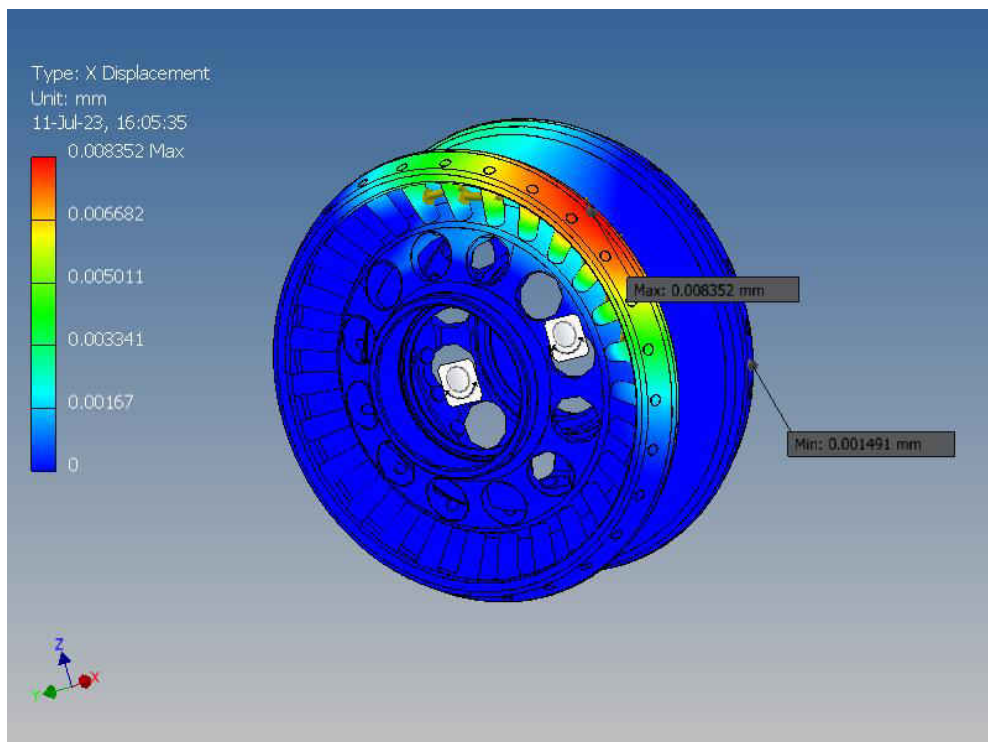 Type: X Displacement
Unit: mm
11-Jul-23, 16:05:35
0.008352 Max
0.006682
0.005011
0.003341
0.00167
0
Max: 0.008352 mm
Min: 0.001491 mm
Z
X
Y